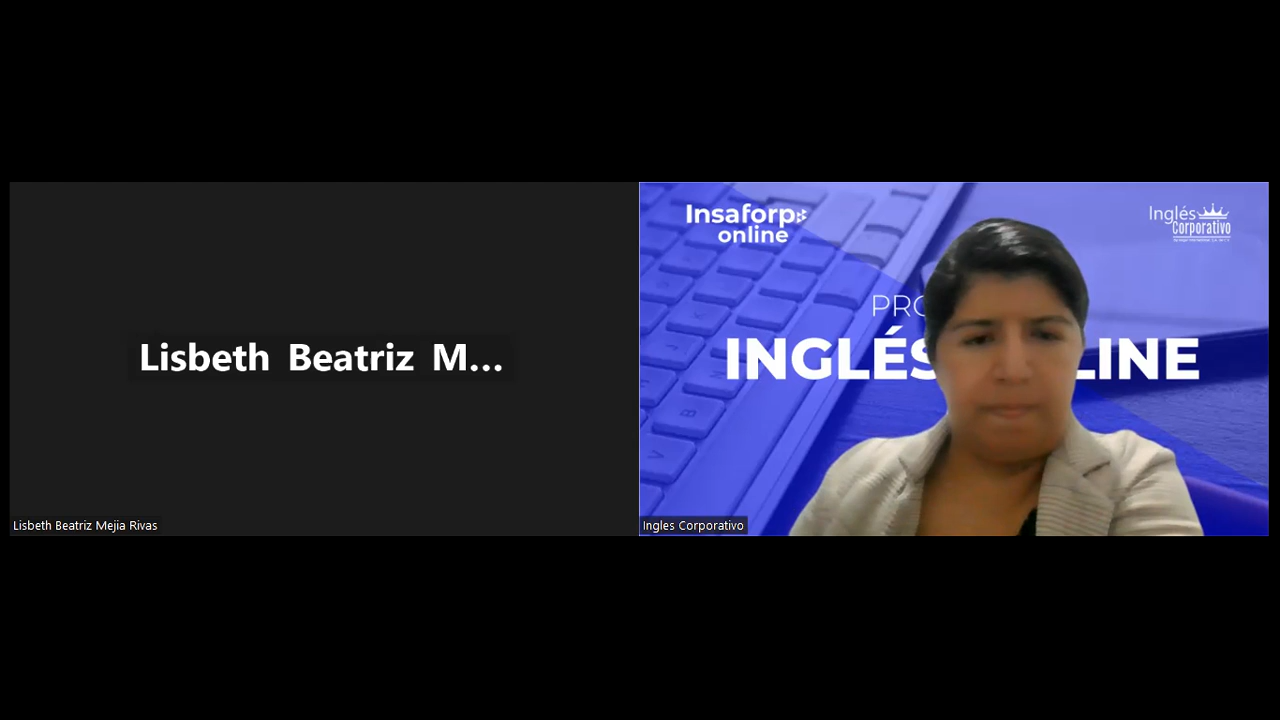 Lisbeth Beatriz M...
Lisbeth Beatriz Mejia Rivas
Insaforp
online
Inglés
Corporativo
PRO
INGLÉS LINE
Ingles Corporativo